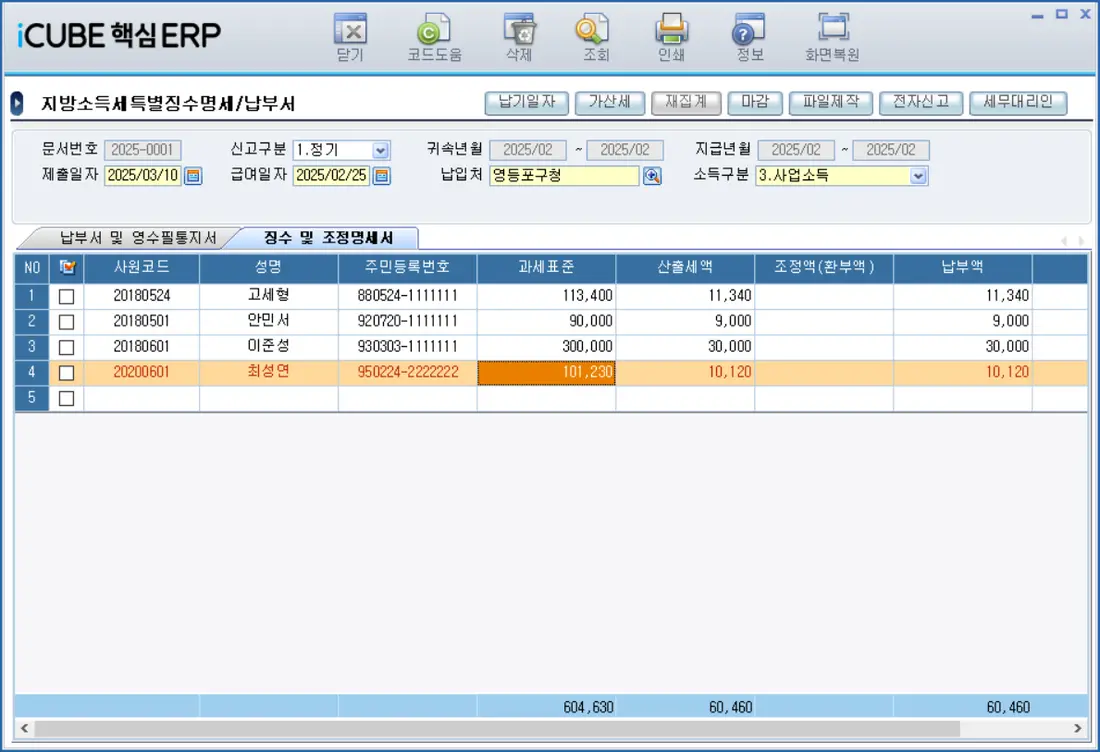 iCUBE 핵심ERP
닫기 코드도움 삭제 조회 인쇄 정보 화면복원
지방소득세특별징수명세/납부서
납기일자 가산세 재집계 마감 파일제작 전자신고 세무대리인
문서번호 2025-0001 신고구분 1.정기 귀속년월 2025/02 ~ 2025/02 지급년월 2025/02 ~ 2025/02
제출일자 2025/03/10 급여일자 2025/02/25 납입처 영등포구청 소득구분 3.사업소득
납부서 및 영수필통지서 징수 및 조정명세서
NO 사원코드 성명 주민등록번호 과세표준 산출세액 조정액(환부액) 납부액
1 20180524 고세형 880524-1111111 113,400 11,340 11,340
2 20180501 안민서 920720-1111111 90,000 9,000 9,000
3 20180601 이준성 930303-1111111 300,000 30,000 30,000
4 20200601 최성연 950224-2222222 101,230 10,120 10,120
5
604,630 60,460 60,460